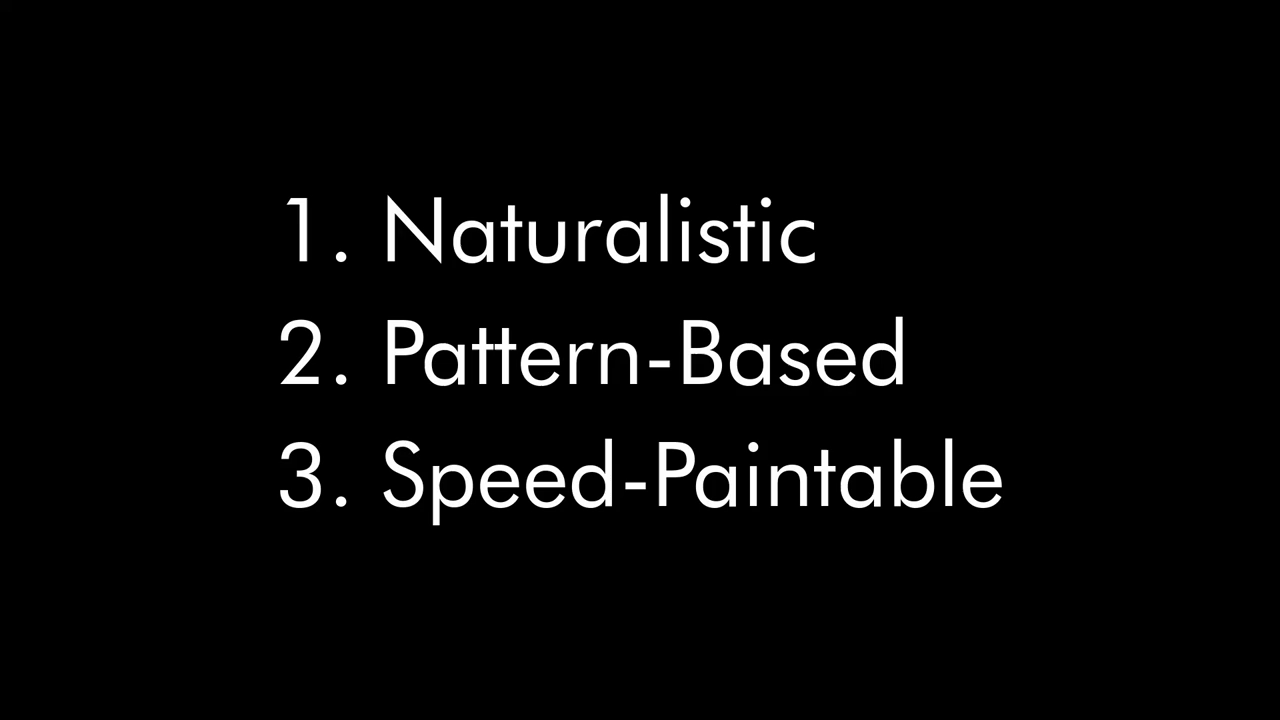 1. Naturalistic
2. Pattern-Based
3. Speed-Paintable